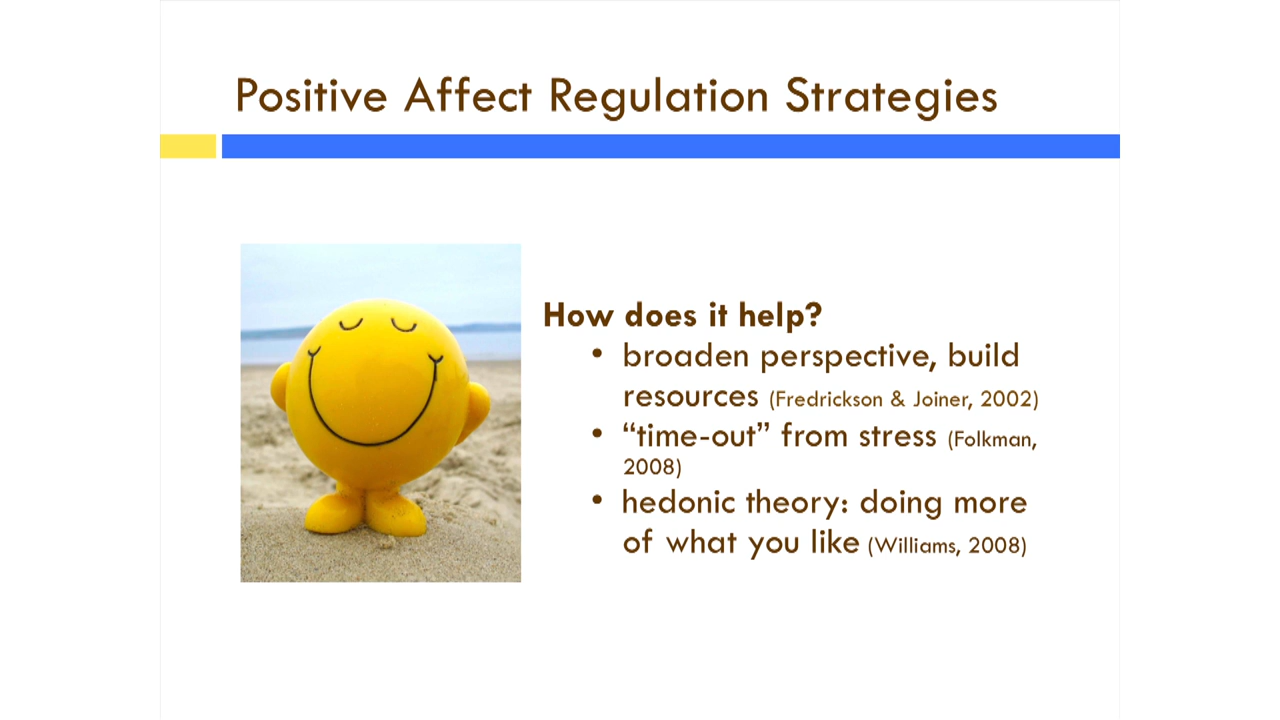 Positive Affect Regulation Strategies
How does it help?
• broaden perspective, build
resources (Fredrickson & Joiner, 2002)
• “time-out” from stress (Folkman,
2008)
• hedonic theory: doing more
of what you like (Williams, 2008)